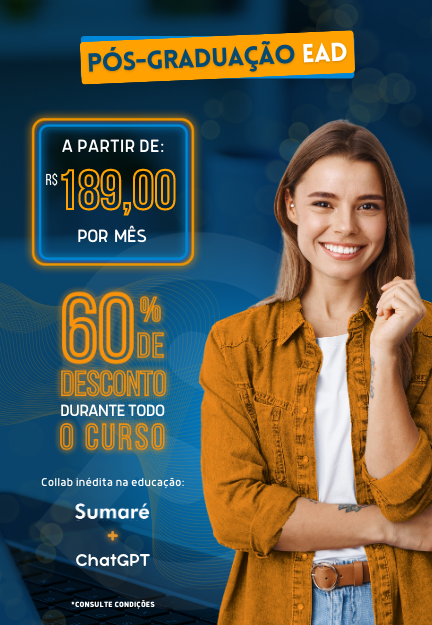 PÓS-GRADUAÇÃO EAD
A PARTIR DE:
R$ 189,00
POR MÊS
60% DE
DESCONTO
DURANTE TODO
O CURSO
Collab inédita na educação:
Sumaré
+
ChatGPT
*CONSULTE CONDIÇÕES